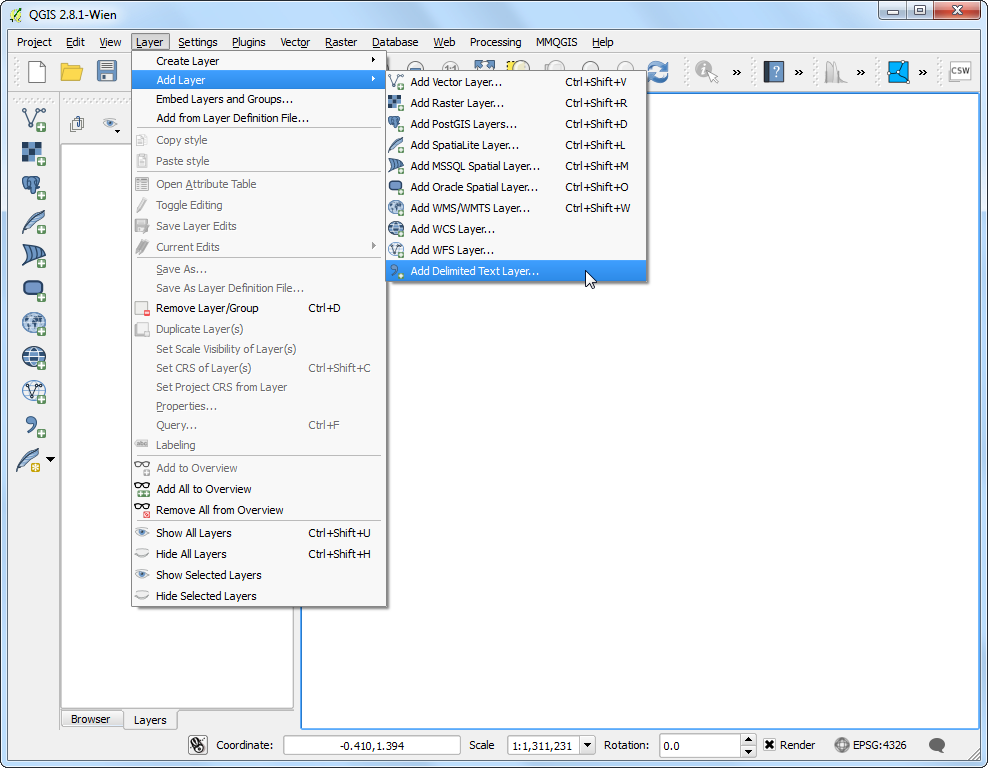 QGIS 2.8.1-Wien
Project Edit View Layer Settings Plugins Vector Raster Database Web Processing MMQGIS Help
CSW
Create Layer
Add Layer
Embed Layers and Groups...
Add from Layer Definition File...
Copy style
Paste style
Open Attribute Table
Toggle Editing
Save Layer Edits
Current Edits
Save As...
Save As Layer Definition File...
Remove Layer/Group Ctrl+D
Duplicate Layer(s)
Set Scale Visibility of Layer(s)
Set CRS of Layer(s) Ctrl+Shift+C
Set Project CRS from Layer
Properties...
Query... Ctrl+F
Labeling
Add to Overview
Add All to Overview
Remove All from Overview
Show All Layers Ctrl+Shift+U
Hide All Layers Ctrl+Shift+H
Show Selected Layers
Hide Selected Layers
Add Vector Layer... Ctrl+Shift+V
Add Raster Layer... Ctrl+Shift+R
Add PostGIS Layers... Ctrl+Shift+D
Add SpatiaLite Layer... Ctrl+Shift+L
Add MSSQL Spatial Layer... Ctrl+Shift+M
Add Oracle Spatial Layer... Ctrl+Shift+O
Add WMS/WMTS Layer... Ctrl+Shift+W
Add WCS Layer...
Add WFS Layer...
Add Delimited Text Layer...
Browser Layers
Coordinate: -0.410,1.394 Scale 1:1,311,231 Rotation: 0.0 Render EPSG:4326